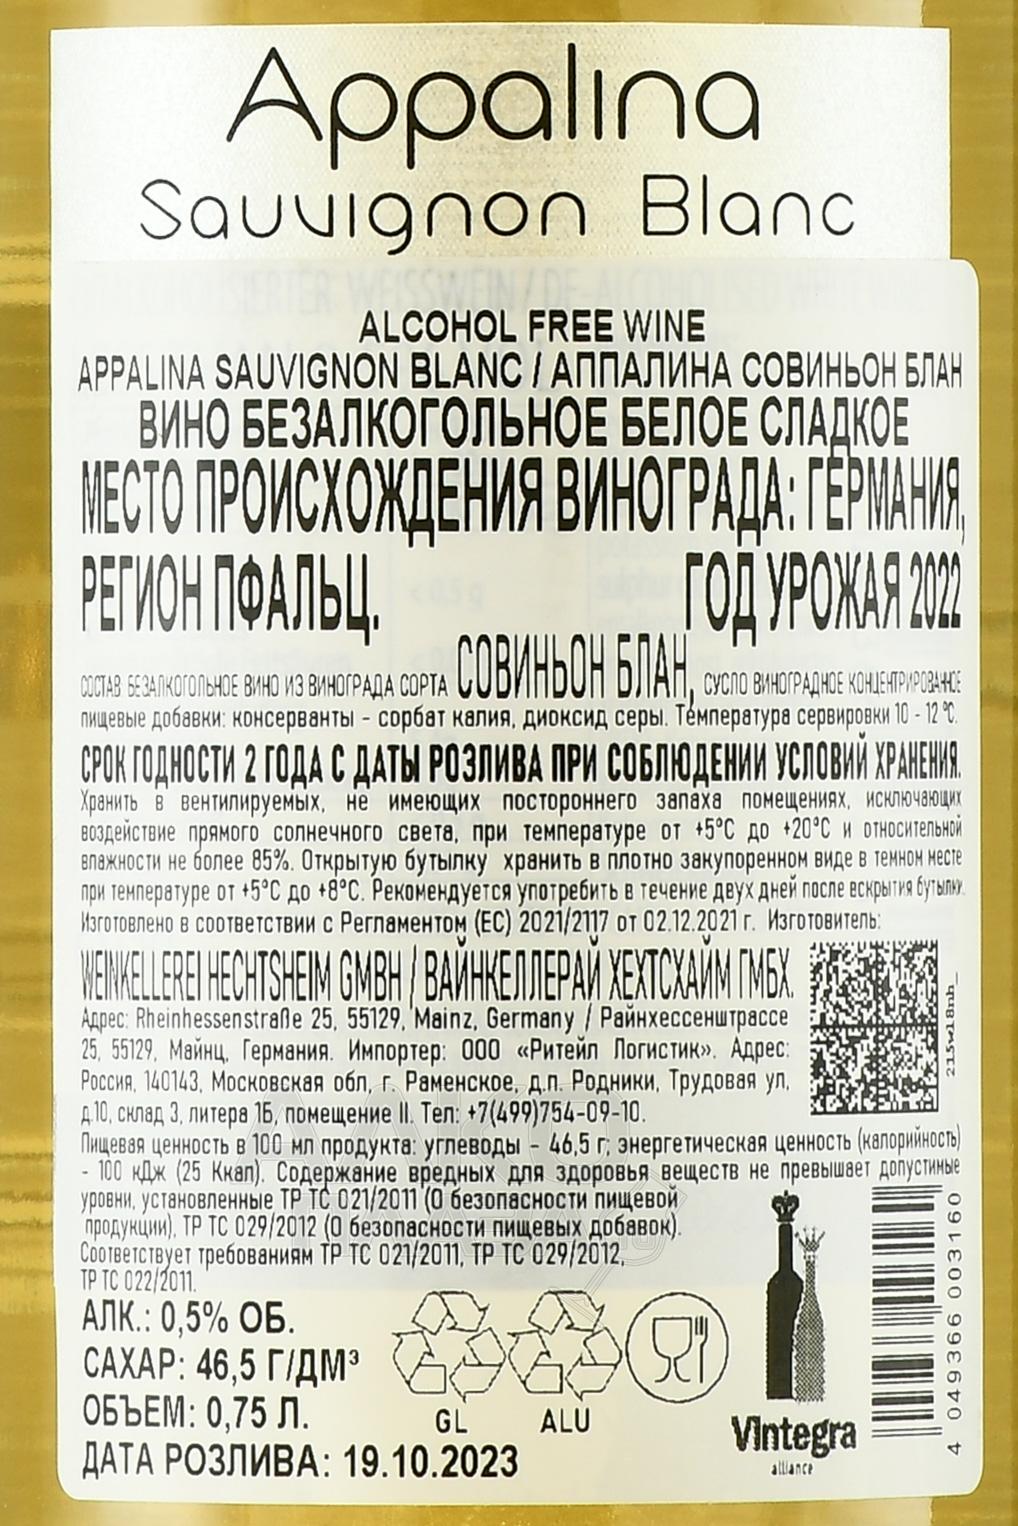 Appalina
Sauvignon Blanc
ALCOHOL FREE WINE
APPALINA SAUVIGNON BLANC / АППАЛИНА СОВИНЬОН БЛАН
ВИНО БЕЗАЛКОГОЛЬНОЕ БЕЛОЕ СЛАДКОЕ
МЕСТО ПРОИСХОЖДЕНИЯ ВИНОГРАДА: ГЕРМАНИЯ,
РЕГИОН ПФАЛЬЦ. ГОД УРОЖАЯ 2022
СОСТАВ БЕЗАЛКОГОЛЬНОЕ ВИНО ИЗ ВИНОГРАДА СОРТА СОВИНЬОН БЛАН, СУСЛО ВИНОГРАДНОЕ КОНЦЕНТРИРОВАННОЕ
пищевые добавки: консерванты - сорбат калия, диоксид серы. Температура сервировки 10 - 12 °С.
СРОК ГОДНОСТИ 2 ГОДА С ДАТЫ РОЗЛИВА ПРИ СОБЛЮДЕНИИ УСЛОВИЙ ХРАНЕНИЯ.
Хранить в вентилируемых, не имеющих постороннего запаха помещениях, исключающих
воздействие прямого солнечного света, при температуре от +5°С до +20°С и относительной
влажности не более 85%. Открытую бутылку хранить в плотно закупоренном виде в темном месте
при температуре от +5°С до +8°С. Рекомендуется употребить в течение двух дней после вскрытия бутылки.
Изготовлено в соответствии с Регламентом (ЕС) 2021/2117 от 02.12.2021 г. Изготовитель:
WEINKELLEREI HECHTSHEIM GMBH / ВАЙНКЕЛЛЕРАЙ ХЕХТСХАЙМ ГМБХ.
Адрес: Rheinhessenstraße 25, 55129, Mainz, Germany / Райнхессенштрассе
25, 55129, Майнц, Германия. Импортер: ООО «Ритейл Логистик». Адрес:
Россия, 140143, Московская обл, г. Раменское, д.п. Родники, Трудовая ул,
д.10, склад 3, литера 1Б, помещение II. Тел: +7(499)754-09-10.
215w18nh_
Пищевая ценность в 100 мл продукта: углеводы - 46,5 г; энергетическая ценность (калорийность)
- 100 кДж (25 Ккал). Содержание вредных для здоровья веществ не превышает допустимые
уровни, установленные ТР ТС 021/2011 (О безопасности пищевой
продукции), ТР ТС 029/2012 (О безопасности пищевых добавок).
Соответствует требованиям ТР ТС 021/2011, ТР ТС 029/2012,
ТР ТС 022/2011.
АЛК.: 0,5% ОБ.
САХАР: 46,5 Г/ДМ³
ОБЪЕМ: 0,75 Л.
ДАТА РОЗЛИВА: 19.10.2023
GL
ALU
Vintegra
alliance
4 049366 003160